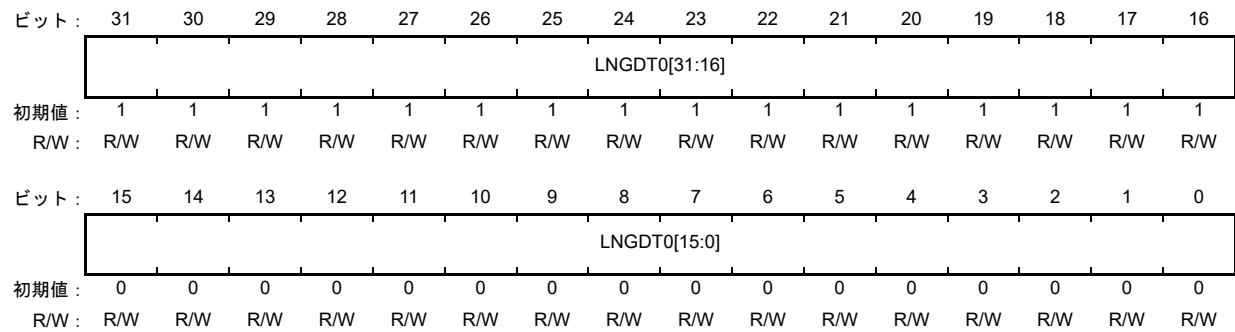 ビット： 31 30 29 28 27 26 25 24 23 22 21 20 19 18 17 16
LNGDT0[31:16]
初期値： 1 1 1 1 1 1 1 1 1 1 1 1 1 1 1 1
R/W： R/W R/W R/W R/W R/W R/W R/W R/W R/W R/W R/W R/W R/W R/W R/W R/W
ビット： 15 14 13 12 11 10 9 8 7 6 5 4 3 2 1 0
LNGDT0[15:0]
初期値： 0 0 0 0 0 0 0 0 0 0 0 0 0 0 0 0
R/W： R/W R/W R/W R/W R/W R/W R/W R/W R/W R/W R/W R/W R/W R/W R/W R/W